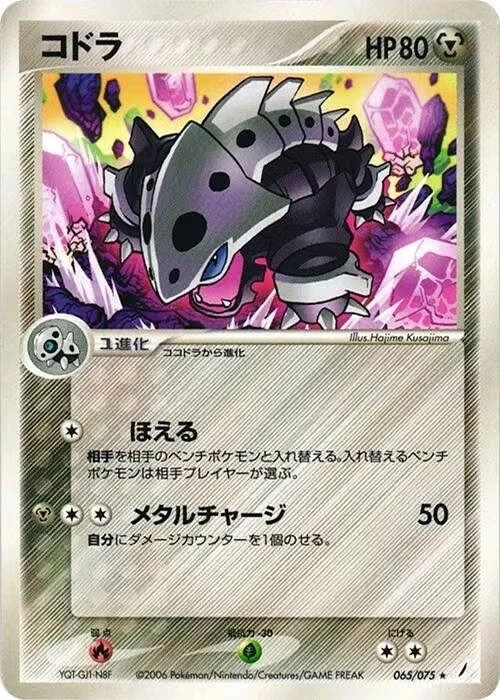 コドラ HP80
Illus. Hajime Kusajima
1進化
ココドラから進化
ほえる
相手を相手のベンチポケモンと入れ替える。入れ替えるベンチ
ポケモンは相手プレイヤーが選ぶ。
メタルチャージ 50
自分にダメージカウンターを1個のせる。
弱点 抵抗力 -30 にげる
YQT-GJ1-N8F ©2006 Pokémon/Nintendo/Creatures/GAME FREAK 065/075 ★